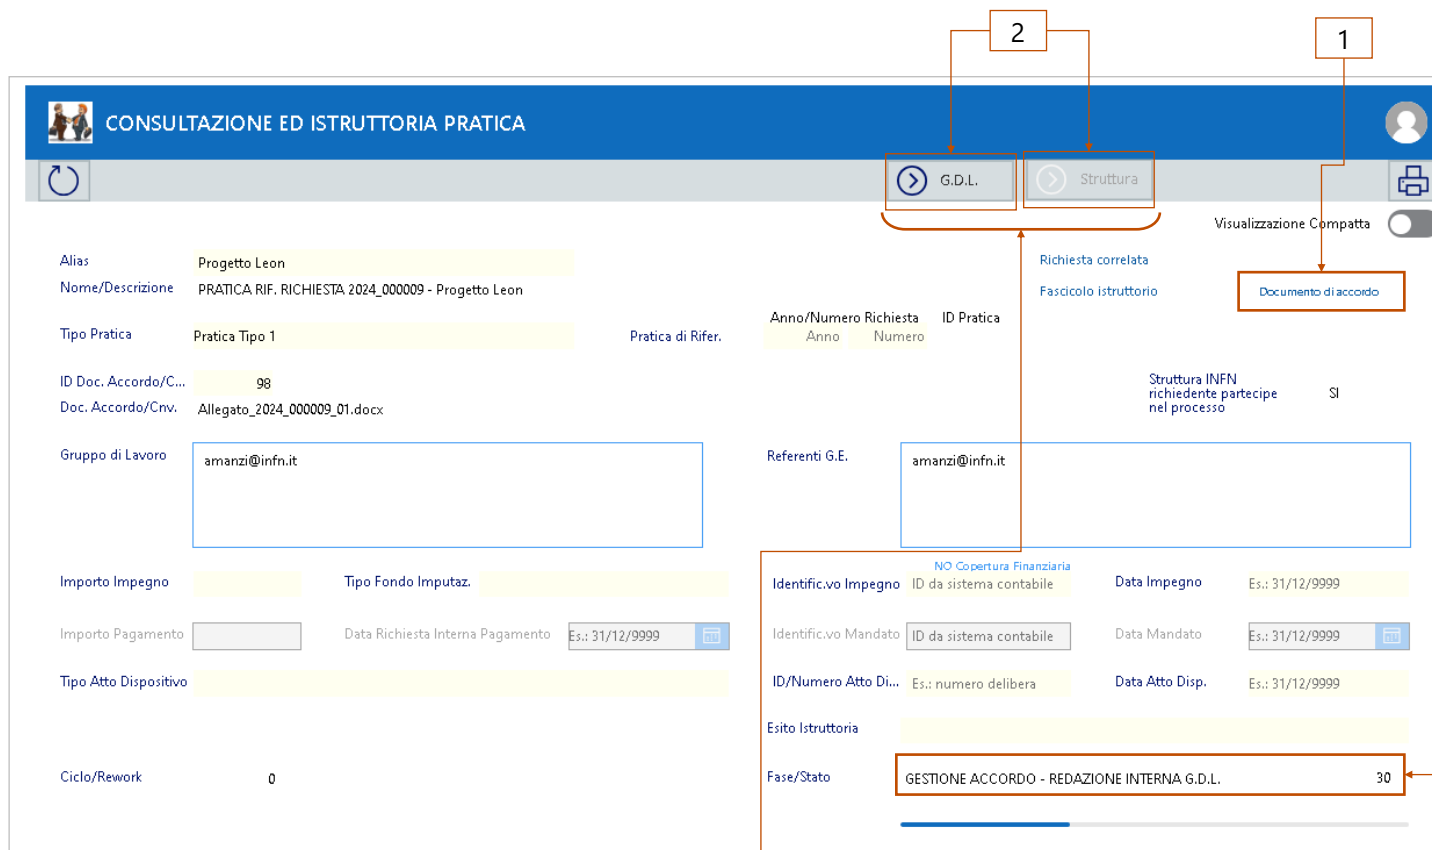 2
1
CONSULTAZIONE ED ISTRUTTORIA PRATICA
G.D.L.
Struttura
Visualizzazione Compatta
Alias
Progetto Leon
Richiesta correlata
Nome/Descrizione
PRATICA RIF. RICHIESTA 2024_000009 - Progetto Leon
Fascicolo istruttorio
Documento di accordo
Anno/Numero Richiesta
ID Pratica
Tipo Pratica
Pratica Tipo 1
Pratica di Rifer.
Anno
Numero
ID Doc. Accordo/C...
98
Struttura INFN
richiedente partecipe
nel processo
SI
Doc. Accordo/Cnv.
Allegato_2024_000009_01.docx
Gruppo di Lavoro
amanzi@infn.it
Referenti G.E.
amanzi@infn.it
NO Copertura Finanziaria
Importo Impegno
Tipo Fondo Imputaz.
Identific.vo Impegno
ID da sistema contabile
Data Impegno
Es.: 31/12/9999
Importo Pagamento
Data Richiesta Interna Pagamento
Es.: 31/12/9999
Identific.vo Mandato
ID da sistema contabile
Data Mandato
Es.: 31/12/9999
Tipo Atto Dispositivo
ID/Numero Atto Di...
Es.: numero delibera
Data Atto Disp.
Es.: 31/12/9999
Esito Istruttoria
Ciclo/Rework
0
Fase/Stato
GESTIONE ACCORDO - REDAZIONE INTERNA G.D.L.
30